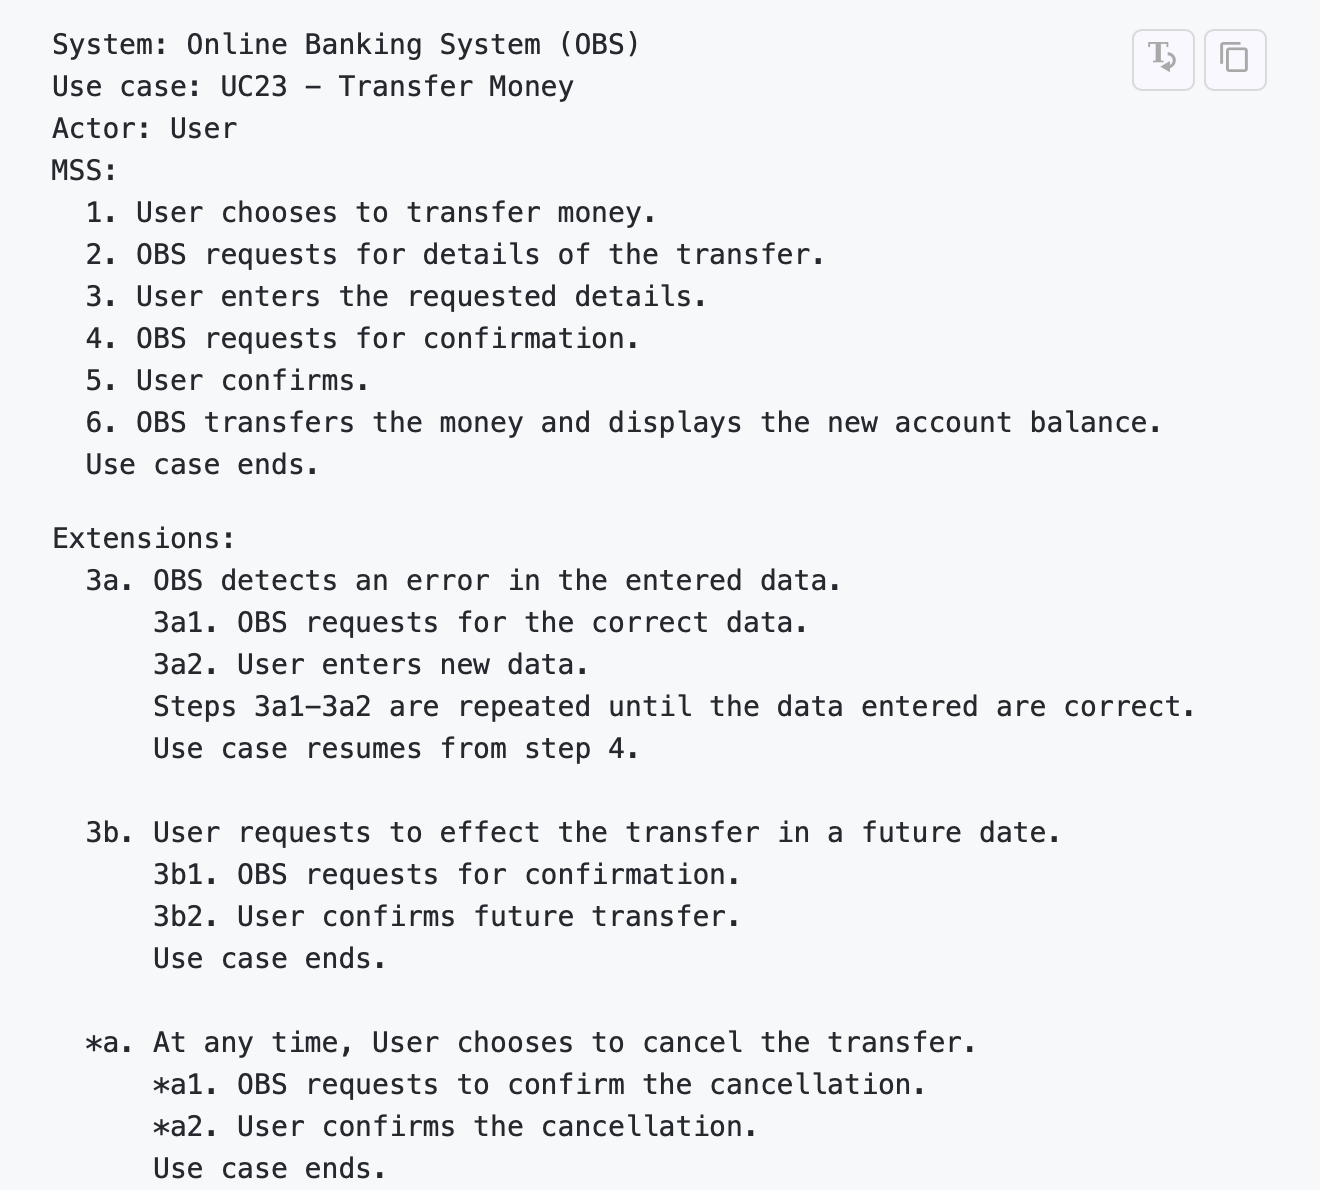 System: Online Banking System (OBS)
Use case: UC23 – Transfer Money
Actor: User
MSS:
1. User chooses to transfer money.
2. OBS requests for details of the transfer.
3. User enters the requested details.
4. OBS requests for confirmation.
5. User confirms.
6. OBS transfers the money and displays the new account balance.
Use case ends.
Extensions:
3a. OBS detects an error in the entered data.
3a1. OBS requests for the correct data.
3a2. User enters new data.
Steps 3a1–3a2 are repeated until the data entered are correct.
Use case resumes from step 4.
3b. User requests to effect the transfer in a future date.
3b1. OBS requests for confirmation.
3b2. User confirms future transfer.
Use case ends.
*a. At any time, User chooses to cancel the transfer.
*a1. OBS requests to confirm the cancellation.
*a2. User confirms the cancellation.
Use case ends.